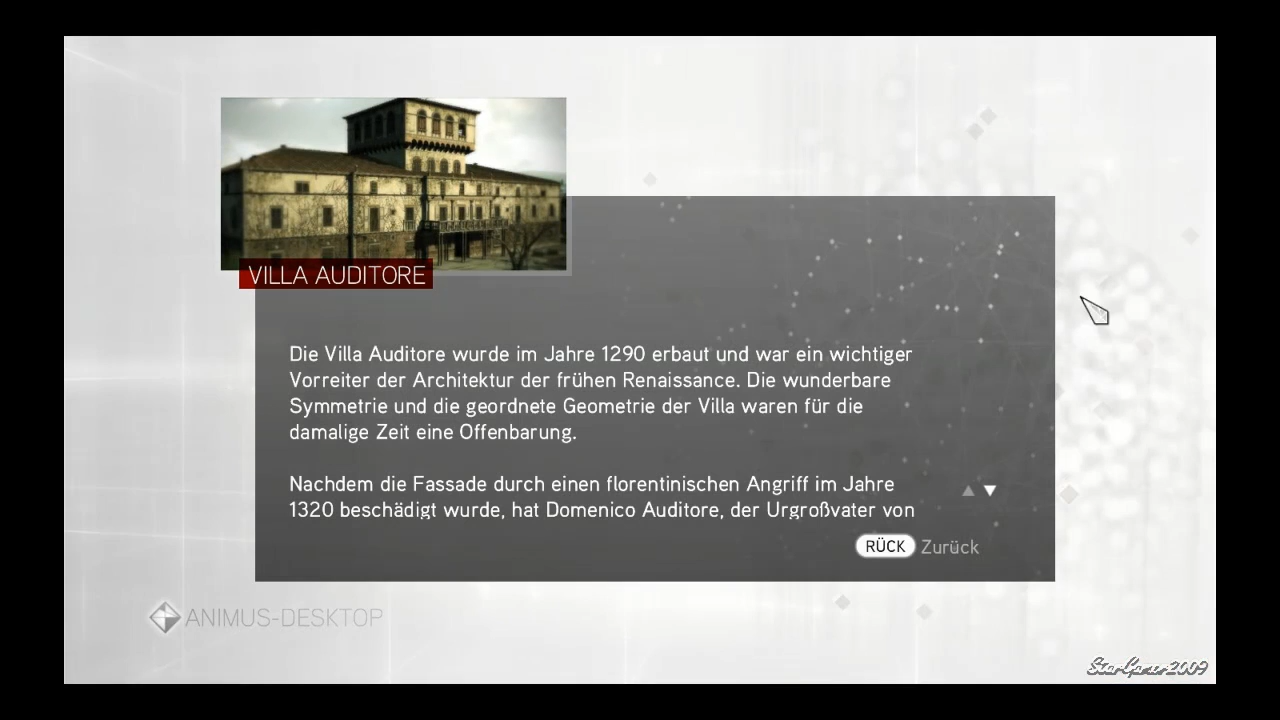 VILLA AUDITORE
Die Villa Auditore wurde im Jahre 1290 erbaut und war ein wichtiger
Vorreiter der Architektur der frühen Renaissance. Die wunderbare
Symmetrie und die geordnete Geometrie der Villa waren für die
damalige Zeit eine Offenbarung.
Nachdem die Fassade durch einen florentinischen Angriff im Jahre
1320 beschädigt wurde, hat Domenico Auditore, der Urgroßvater von
RÜCK Zurück
ANIMUS-DESKTOP